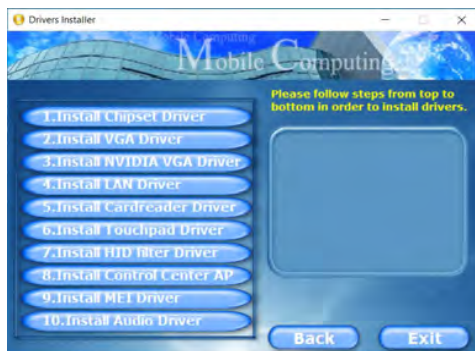 Drivers Installer
Mobile Computing
Mobile Computing
Please follow steps from top to
bottom in order to install drivers.
1.Install Chipset Driver
2.Install VGA Driver
3.Install NVIDIA VGA Driver
4.Install LAN Driver
5.Install Cardreader Driver
6.Install Touchpad Driver
7.Install HID filter Driver
8.Install Control Center AP
9.Install MEI Driver
10.Install Audio Driver
Back
Exit